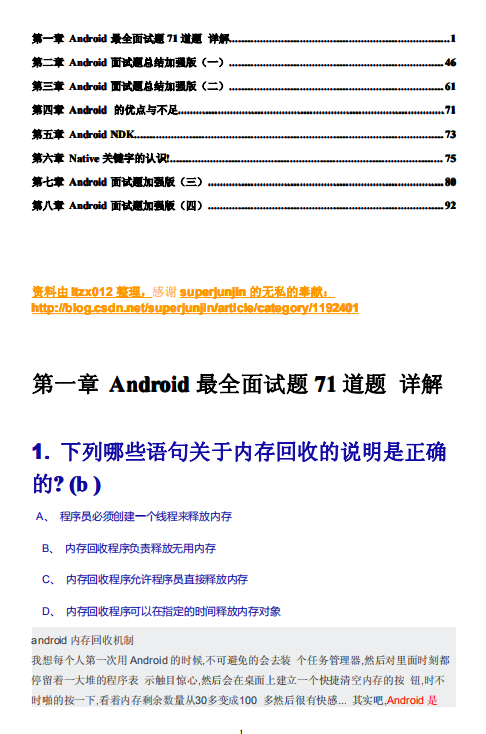 第一章 Android 最全面试题71道题 详解.....................................................................1
第二章 Android 面试题总结加强版（一）.................................................................46
第三章 Android 面试题总结加强版（二）.................................................................61
第四章 Android 的优点与不足...............................................................................71
第五章 Android NDK...........................................................................................73
第六章 Native 关键字的认识!................................................................................75
第七章 Android 面试题加强版（三）.......................................................................80
第八章 Android 面试题加强版（四）.......................................................................92
资料由 itzx012 整理，感谢 superjunjin 的无私的奉献：
http://blog.csdn.net/superjunjin/article/category/1192401
第一章 Android 最全面试题71道题 详解
1. 下列哪些语句关于内存回收的说明是正确
的? (b )
A、 程序员必须创建一个线程来释放内存
B、 内存回收程序负责释放无用内存
C、 内存回收程序允许程序员直接释放内存
D、 内存回收程序可以在指定的时间释放内存对象
android 内存回收机制
我想每个人第一次用 Android 的时候,不可避免的会去装 个任务管理器,然后对里面时刻都
停留着一大堆的程序表 示触目惊心,然后会在桌面上建立一个快捷清空内存的按 钮,时不
时啪的按一下,看着内存剩余数量从30多变成100 多然后很有快感... 其实吧,Android 是
1